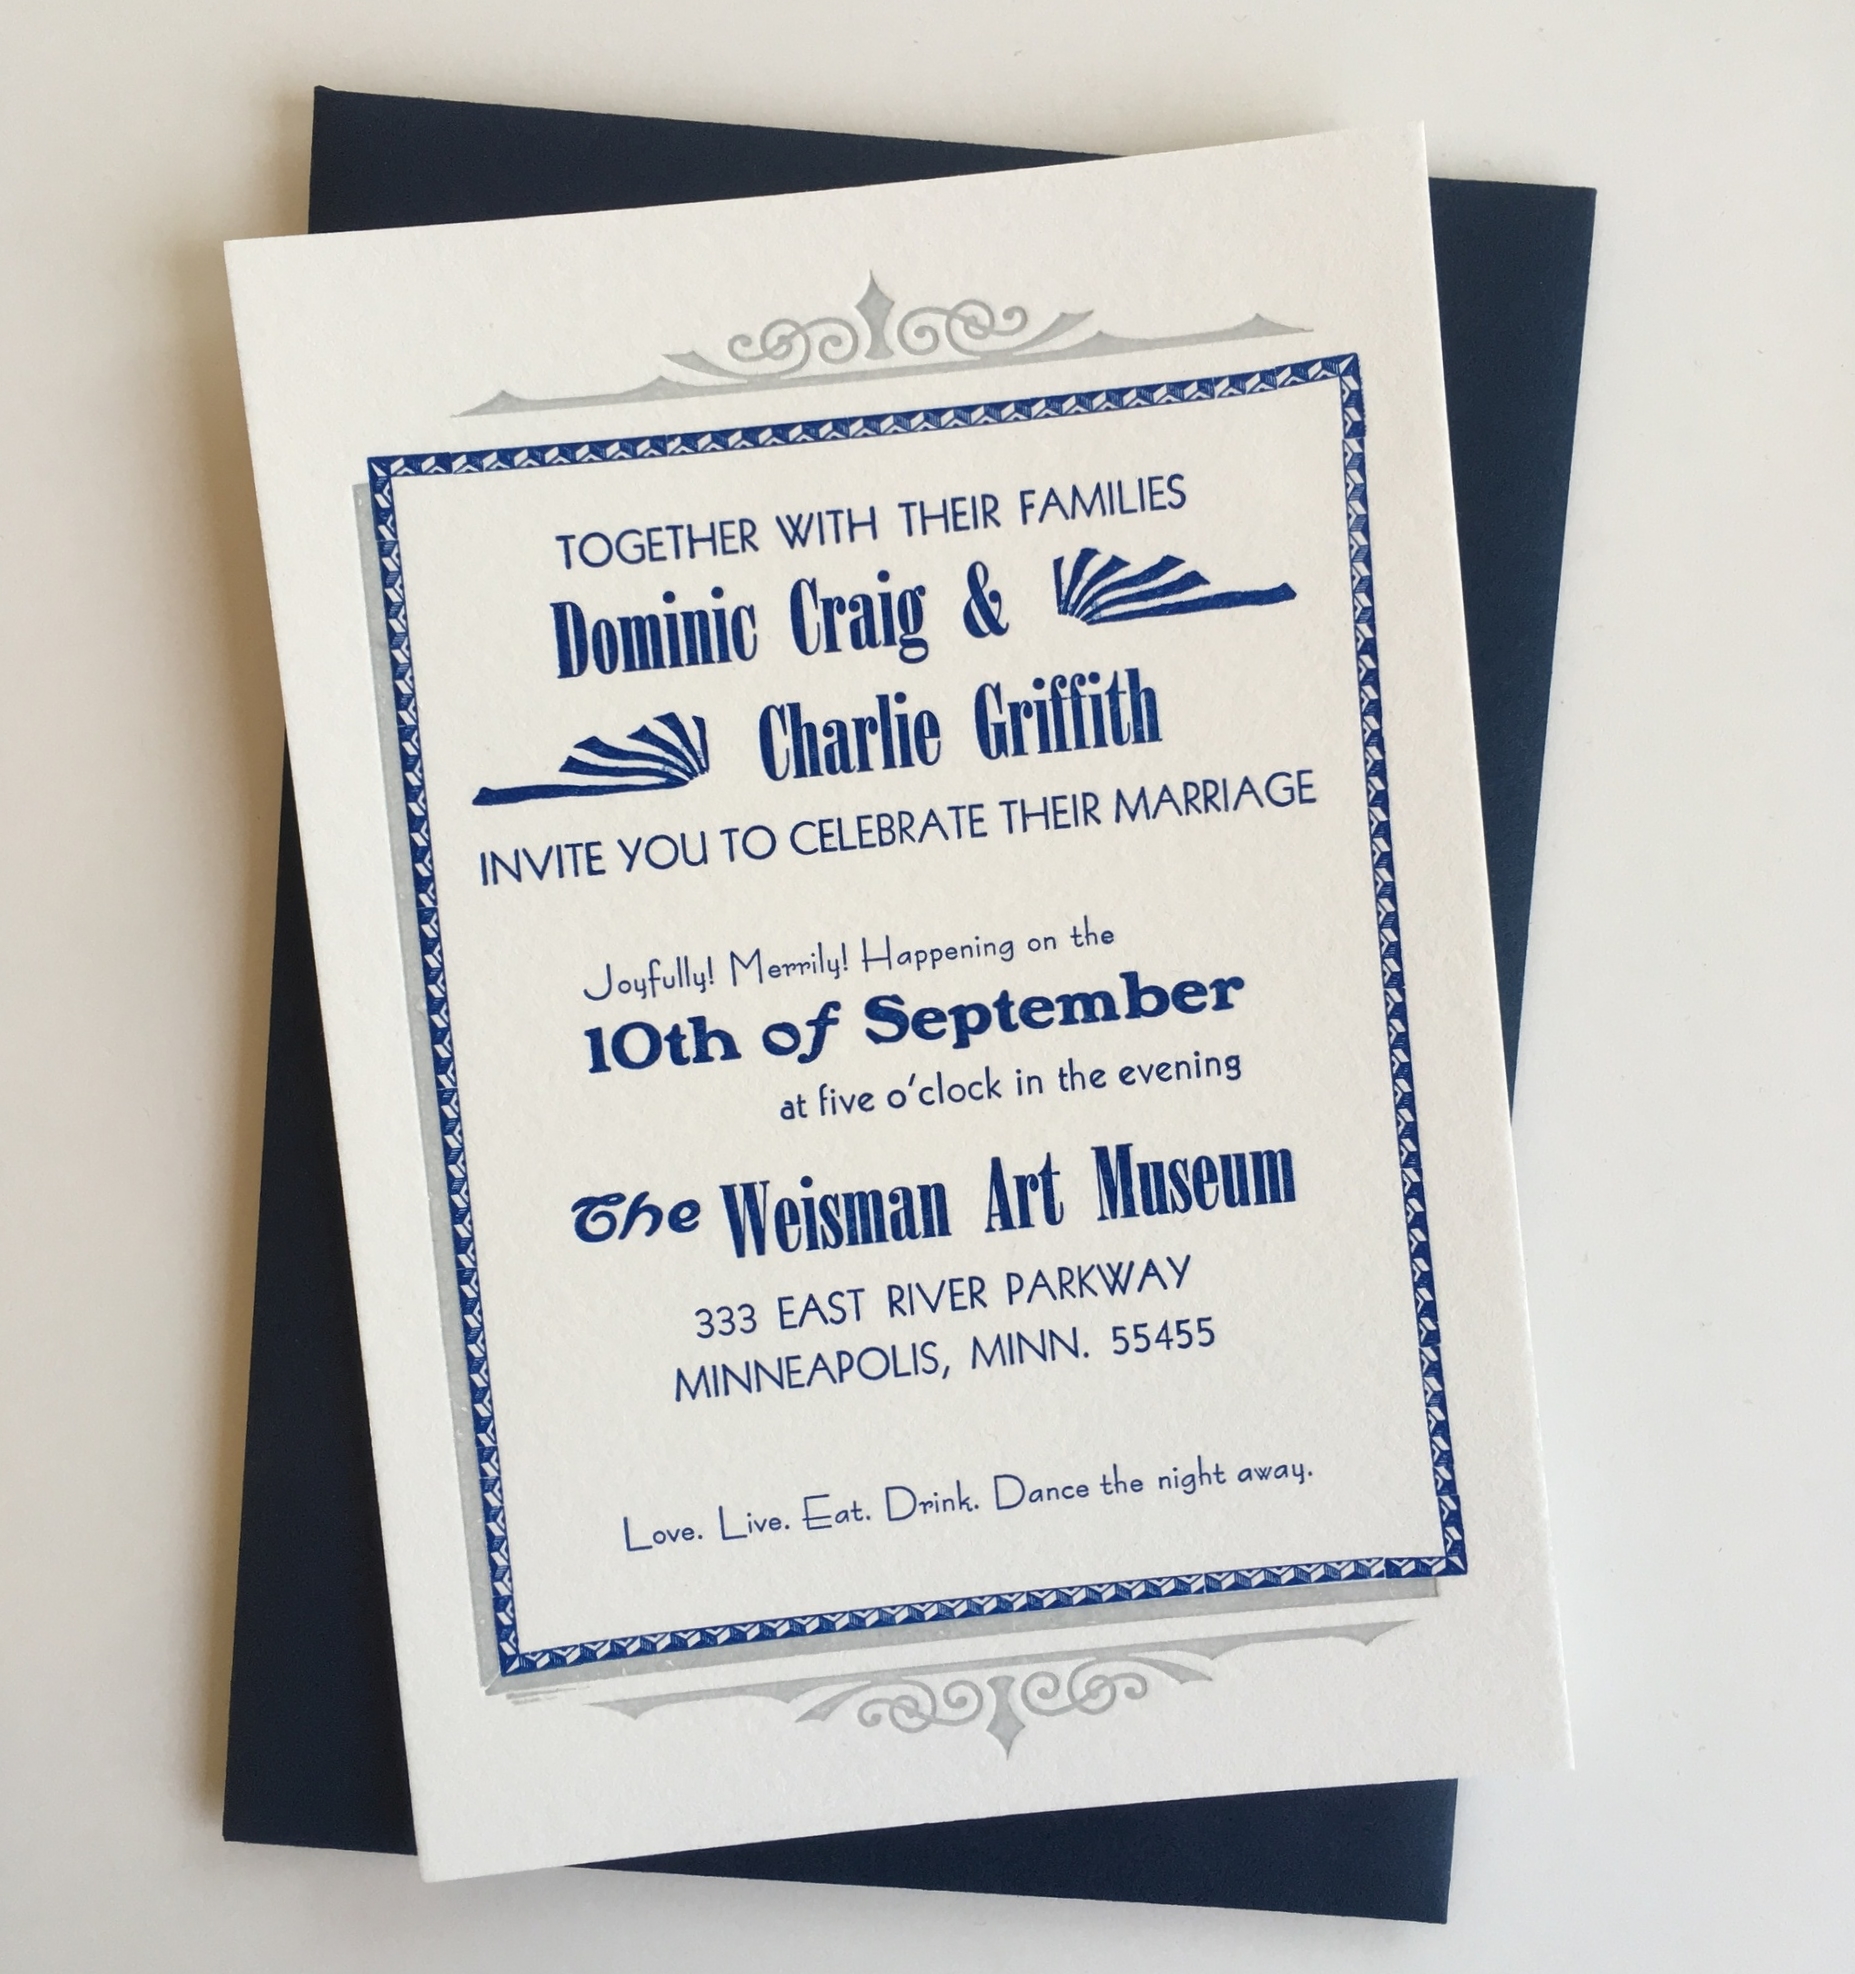 TOGETHER WITH THEIR FAMILIES
Dominic Craig &
Charlie Griffith
INVITE YOU TO CELEBRATE THEIR MARRIAGE
Joyfully! Merrily! Happening on the
10th of September
at five o'clock in the evening
The Weisman Art Museum
333 EAST RIVER PARKWAY
MINNEAPOLIS, MINN. 55455
Love. Live. Eat. Drink. Dance the night away.